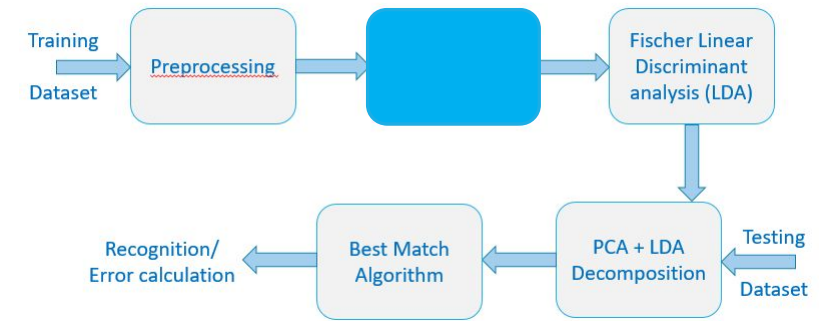 Training
Dataset
Preprocessing
Fischer Linear
Discriminant
analysis (LDA)
PCA + LDA
Decomposition
Testing
Dataset
Best Match
Algorithm
Recognition/
Error calculation